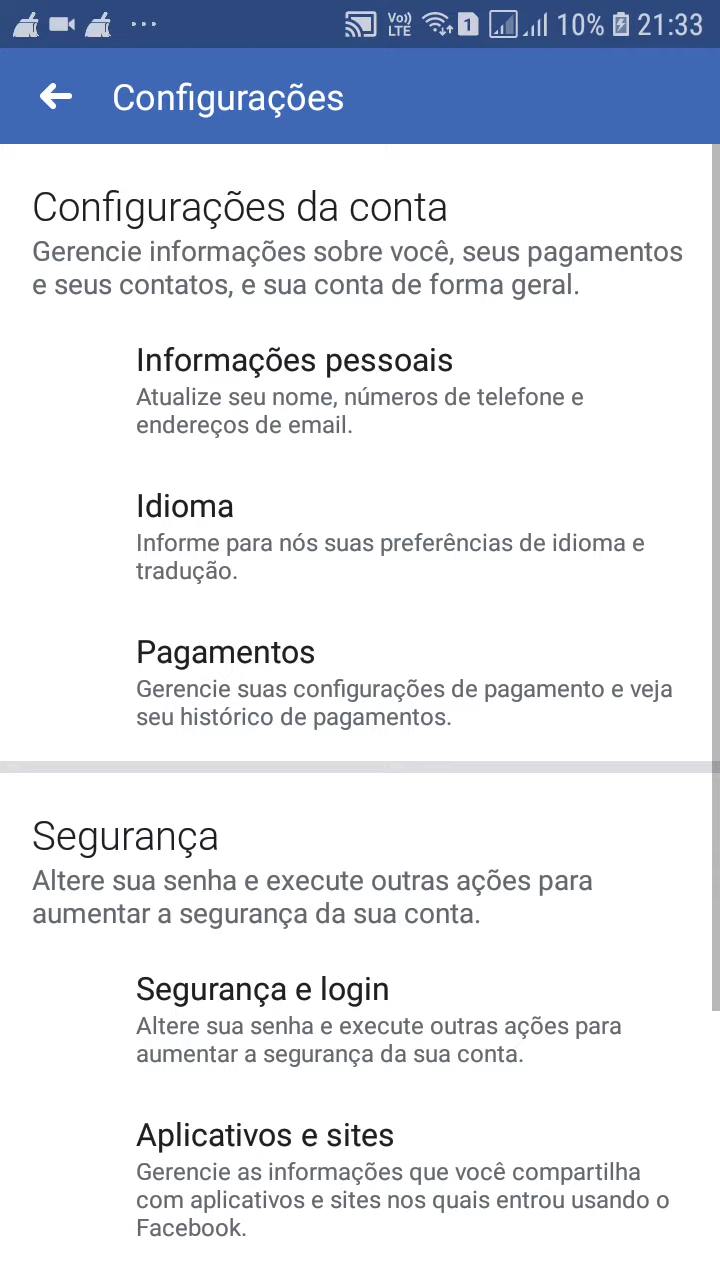 Vo))
LTE
1
10%
21:33
Configurações
Configurações da conta
Gerencie informações sobre você, seus pagamentos
e seus contatos, e sua conta de forma geral.
Informações pessoais
Atualize seu nome, números de telefone e
endereços de email.
Idioma
Informe para nós suas preferências de idioma e
tradução.
Pagamentos
Gerencie suas configurações de pagamento e veja
seu histórico de pagamentos.
Segurança
Altere sua senha e execute outras ações para
aumentar a segurança da sua conta.
Segurança e login
Altere sua senha e execute outras ações para
aumentar a segurança da sua conta.
Aplicativos e sites
Gerencie as informações que você compartilha
com aplicativos e sites nos quais entrou usando o
Facebook.